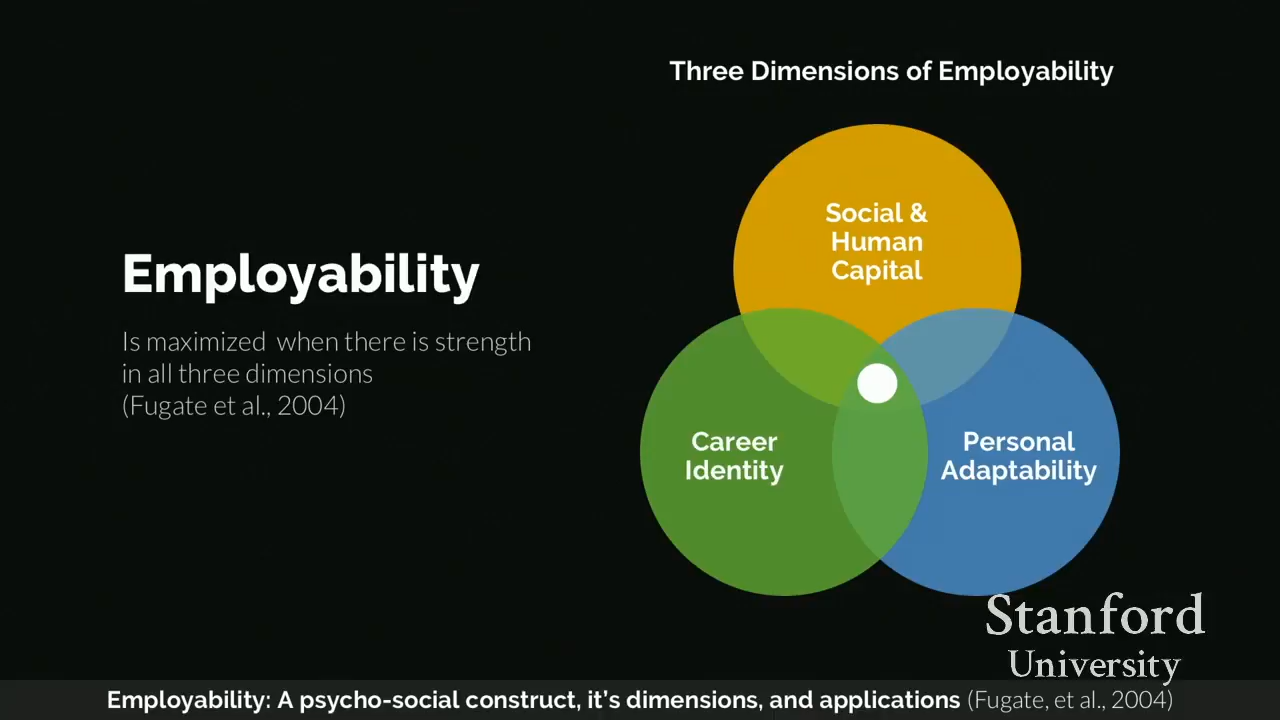 Three Dimensions of Employability
Social &
Human
Capital
Employability
Is maximized when there is strength
in all three dimensions
(Fugate et al., 2004)
Career
Identity
Personal
Adaptability
Stanford
University
Employability: A psycho-social construct, it’s dimensions, and applications (Fugate, et al., 2004)